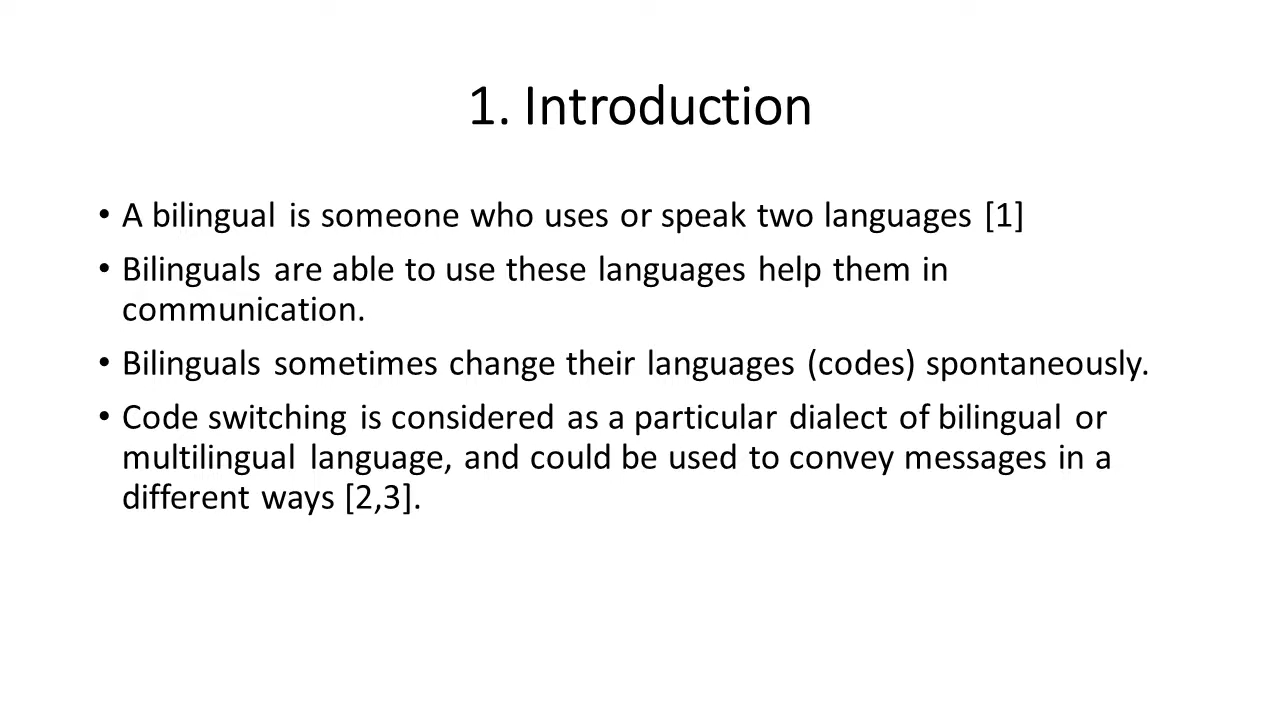 1. Introduction
• A bilingual is someone who uses or speak two languages [1]
• Bilinguals are able to use these languages help them in
communication.
• Bilinguals sometimes change their languages (codes) spontaneously.
• Code switching is considered as a particular dialect of bilingual or
multilingual language, and could be used to convey messages in a
different ways [2,3].